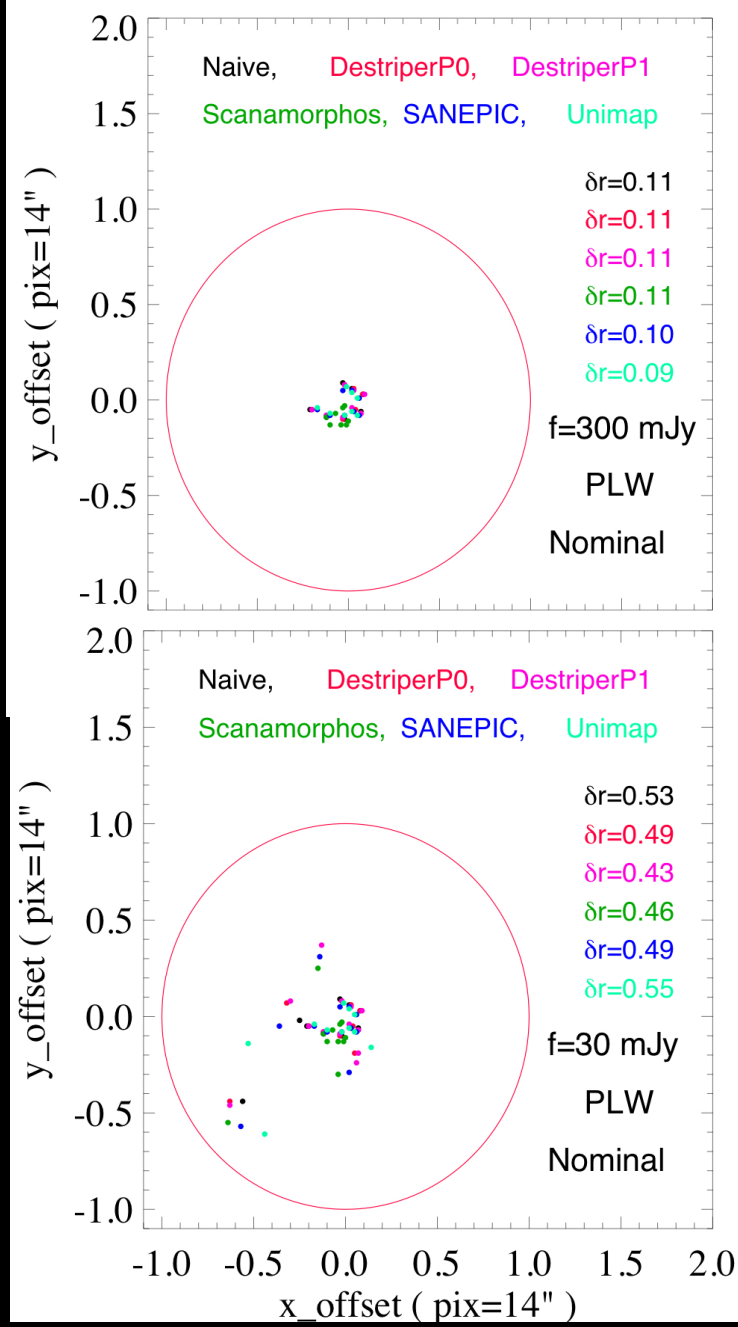 2.0
Naive, DestriperP0, DestriperP1
Scanamorphos, SANEPIC, Unimap
1.5
δr=0.11
1.0
δr=0.11
δr=0.11
0.5
δr=0.11
δr=0.10
δr=0.09
0.0
f=300 mJy
PLW
-0.5
Nominal
-1.0
y_offset ( pix=14" )
2.0
Naive, DestriperP0, DestriperP1
Scanamorphos, SANEPIC, Unimap
1.5
δr=0.53
1.0
δr=0.49
δr=0.43
0.5
δr=0.46
δr=0.49
δr=0.55
0.0
f=30 mJy
PLW
-0.5
Nominal
-1.0
y_offset ( pix=14" )
-1.0 -0.5 0.0 0.5 1.0 1.5 2.0
x_offset ( pix=14" )